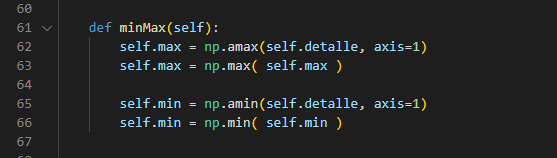 60
61 def minMax(self):
62 self.max = np.amax(self.detalle, axis=1)
63 self.max = np.max( self.max )
64
65 self.min = np.amin(self.detalle, axis=1)
66 self.min = np.min( self.min )
67